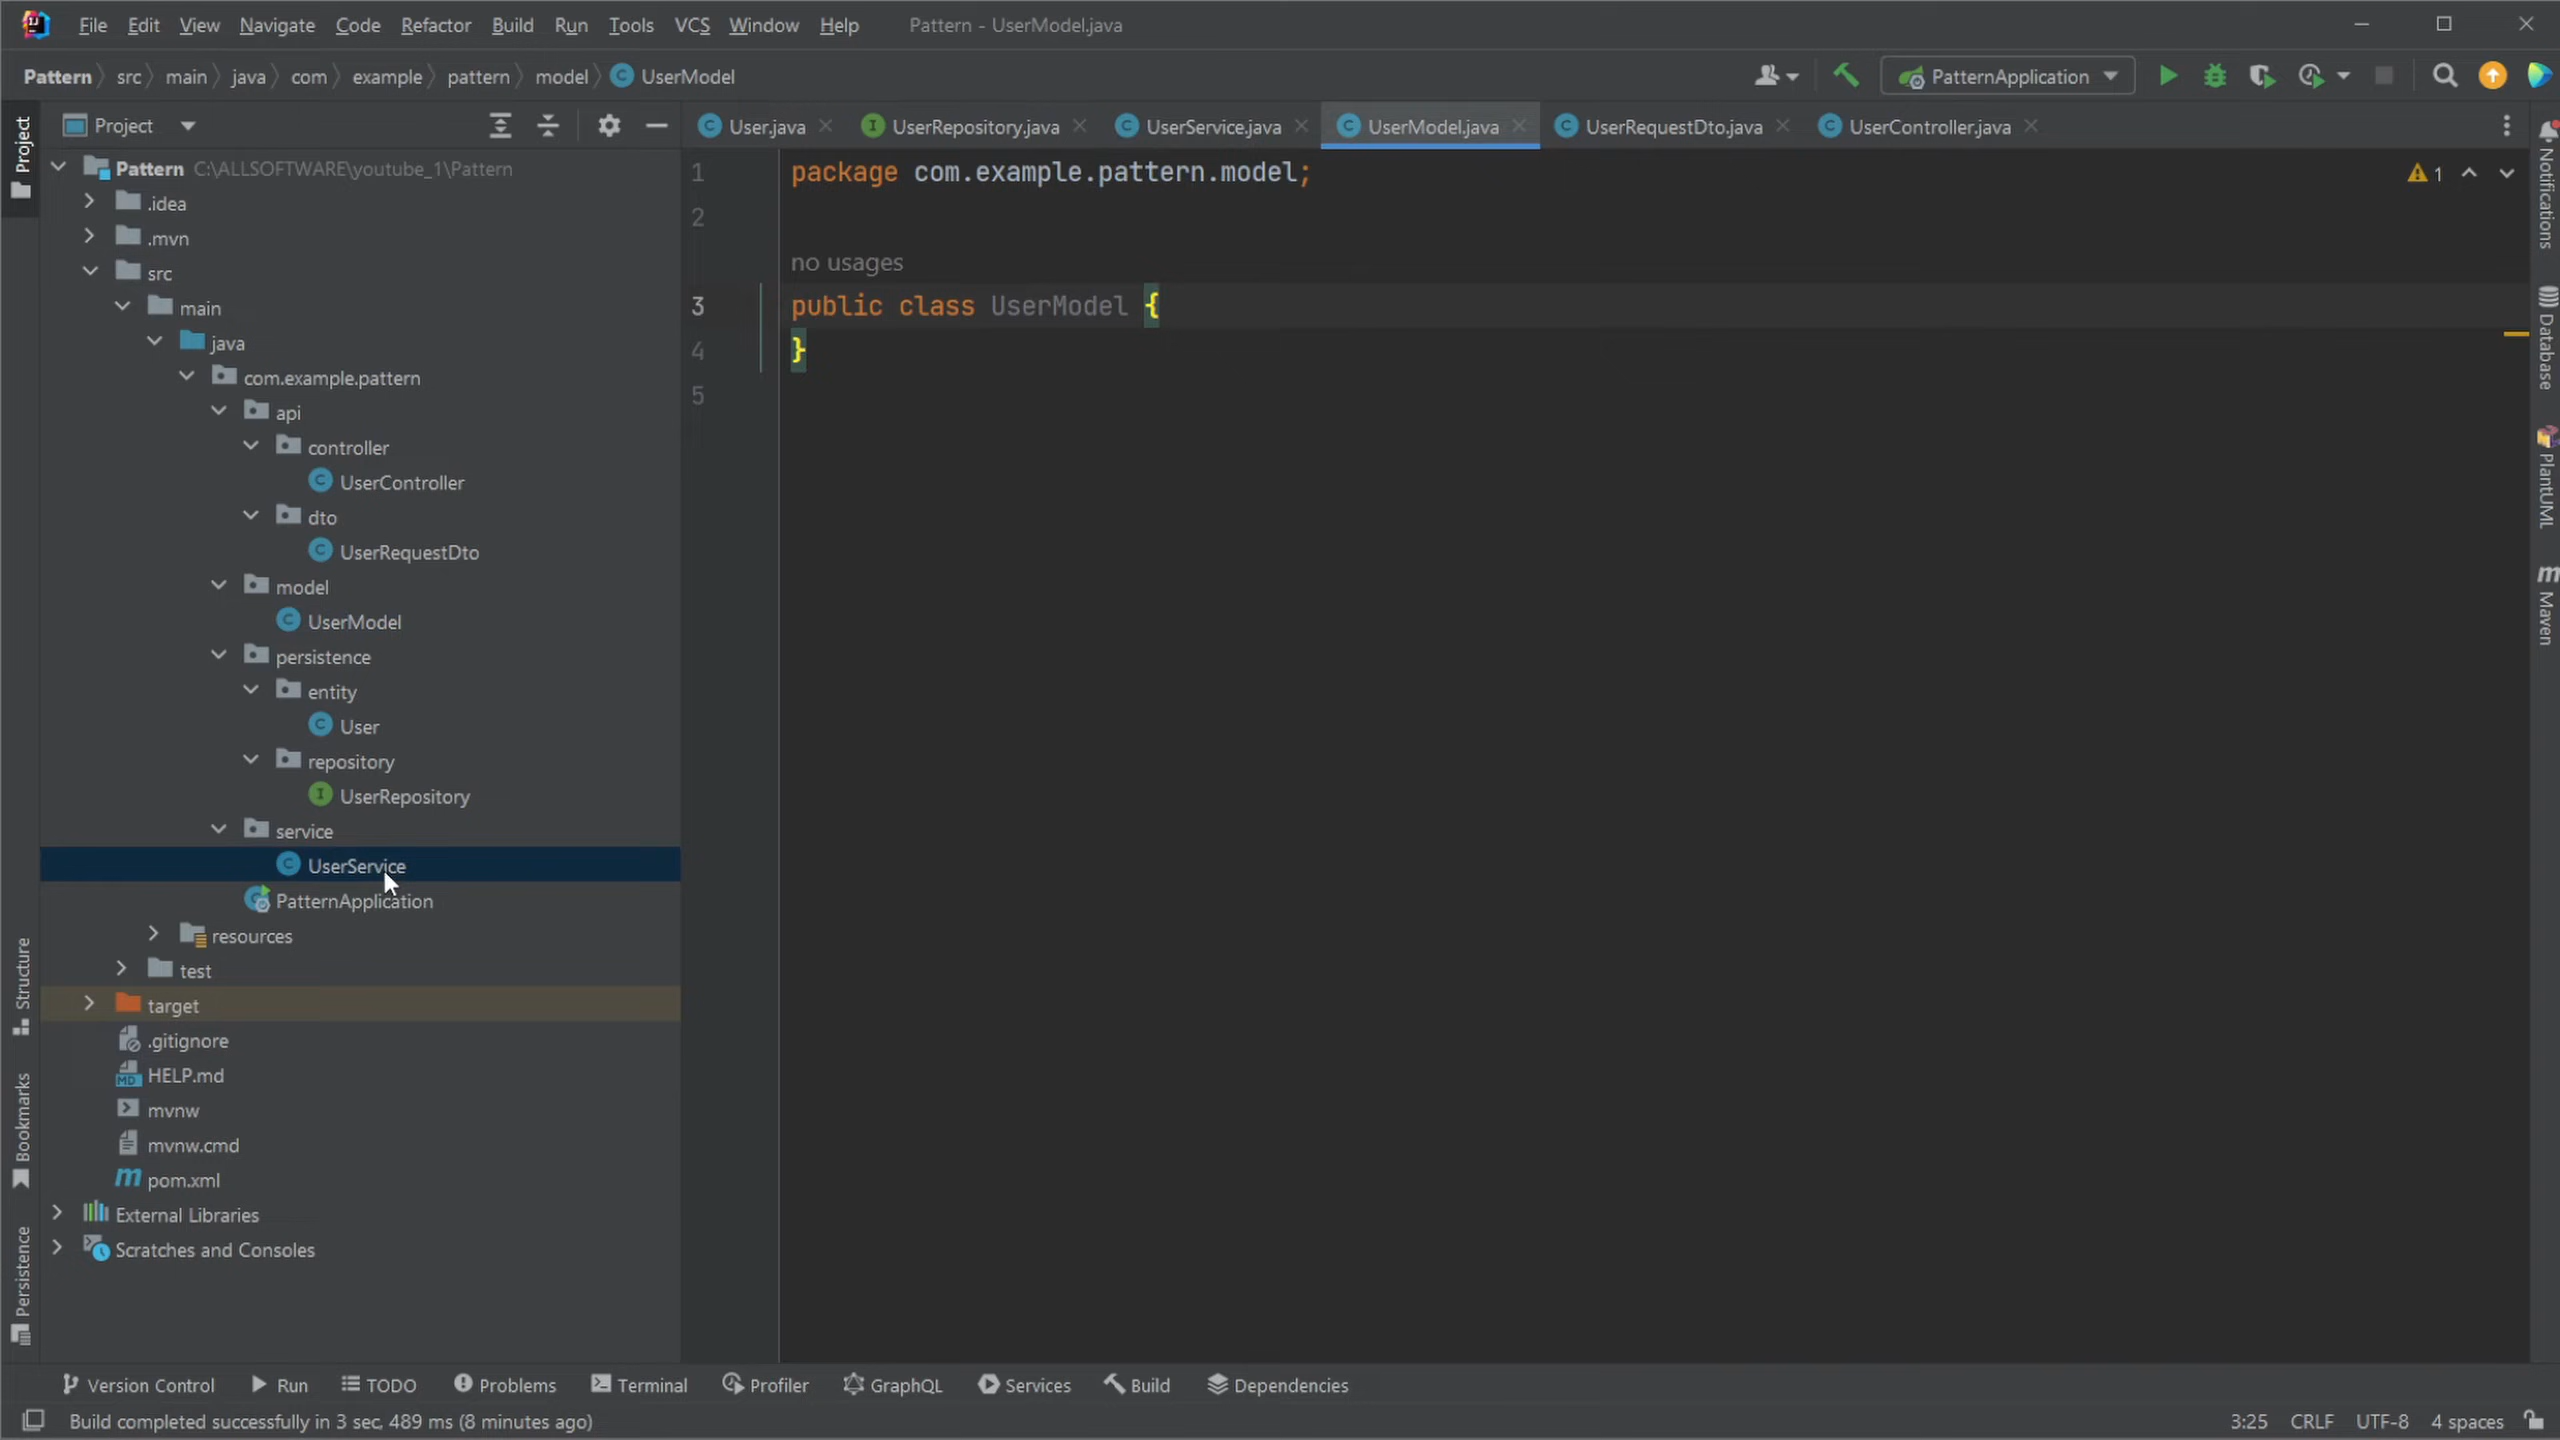 File Edit View Navigate Code Refactor Build Run Tools VCS Window Help Pattern - UserModel.java
Pattern src main java com example pattern model UserModel
PatternApplication
Project
User.java UserRepository.java UserService.java UserModel.java UserRequestDto.java UserController.java
Pattern C:\ALLSOFTWARE\youtube_1\Pattern
.idea
.mvn
src
main
java
com.example.pattern
api
controller
UserController
dto
UserRequestDto
model
UserModel
persistence
entity
User
repository
UserRepository
service
UserService
PatternApplication
resources
test
target
.gitignore
HELP.md
mvnw
mvnw.cmd
pom.xml
External Libraries
Scratches and Consoles
1 package com.example.pattern.model;
2
no usages
3 public class UserModel {
4 }
5
1
Project
Structure
Bookmarks
Persistence
Notifications
Database
PlantUML
Maven
Version Control Run TODO Problems Terminal Profiler GraphQL Services Build Dependencies
Build completed successfully in 3 sec, 489 ms (8 minutes ago)
3:25 CRLF UTF-8 4 spaces